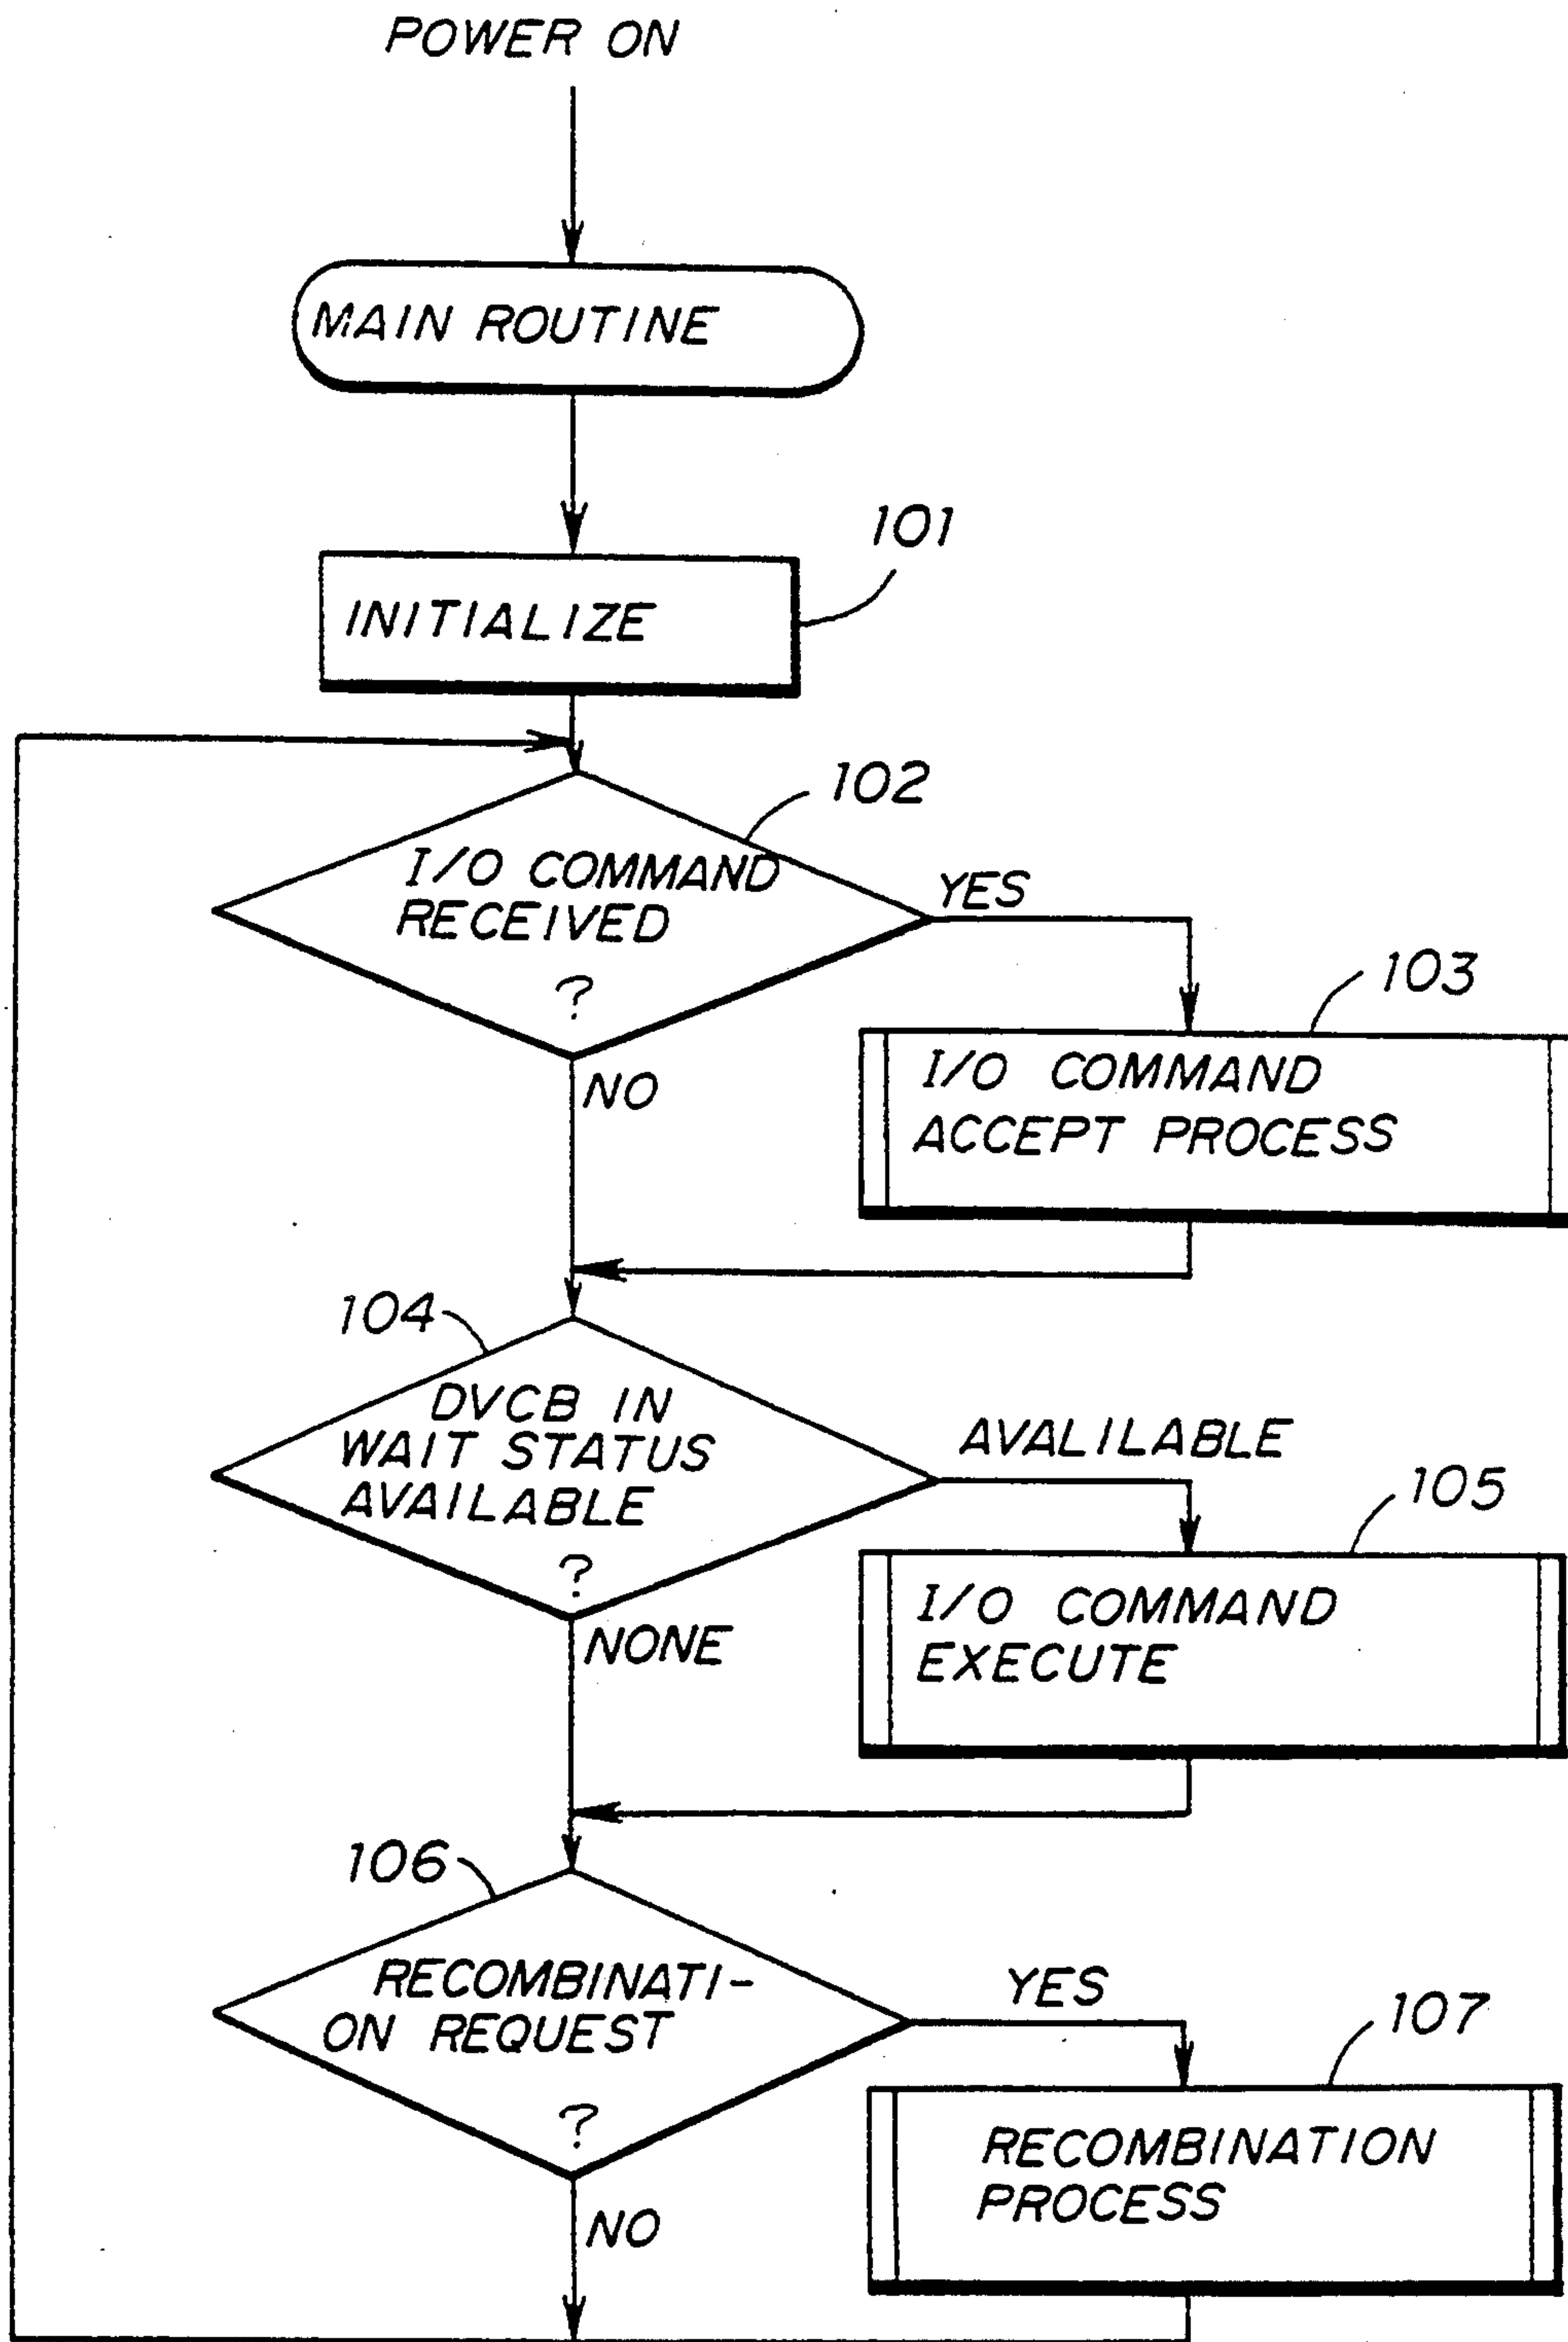 POWER ON
MAIN ROUTINE
101
INITIALIZE
102
I/O COMMAND
RECEIVED
?
YES
NO
103
I/O COMMAND
ACCEPT PROCESS
104
DVCB IN
WAIT STATUS
AVAILABLE
?
AVALILABLE
NONE
105
I/O COMMAND
EXECUTE
106
RECOMBINATI-
ON REQUEST
?
YES
NO
107
RECOMBINATION
PROCESS